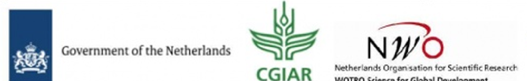 Government of the Netherlands
CGIAR
NWO
Netherlands Organisation for Scientific Research
WOTRO Science for Global Development